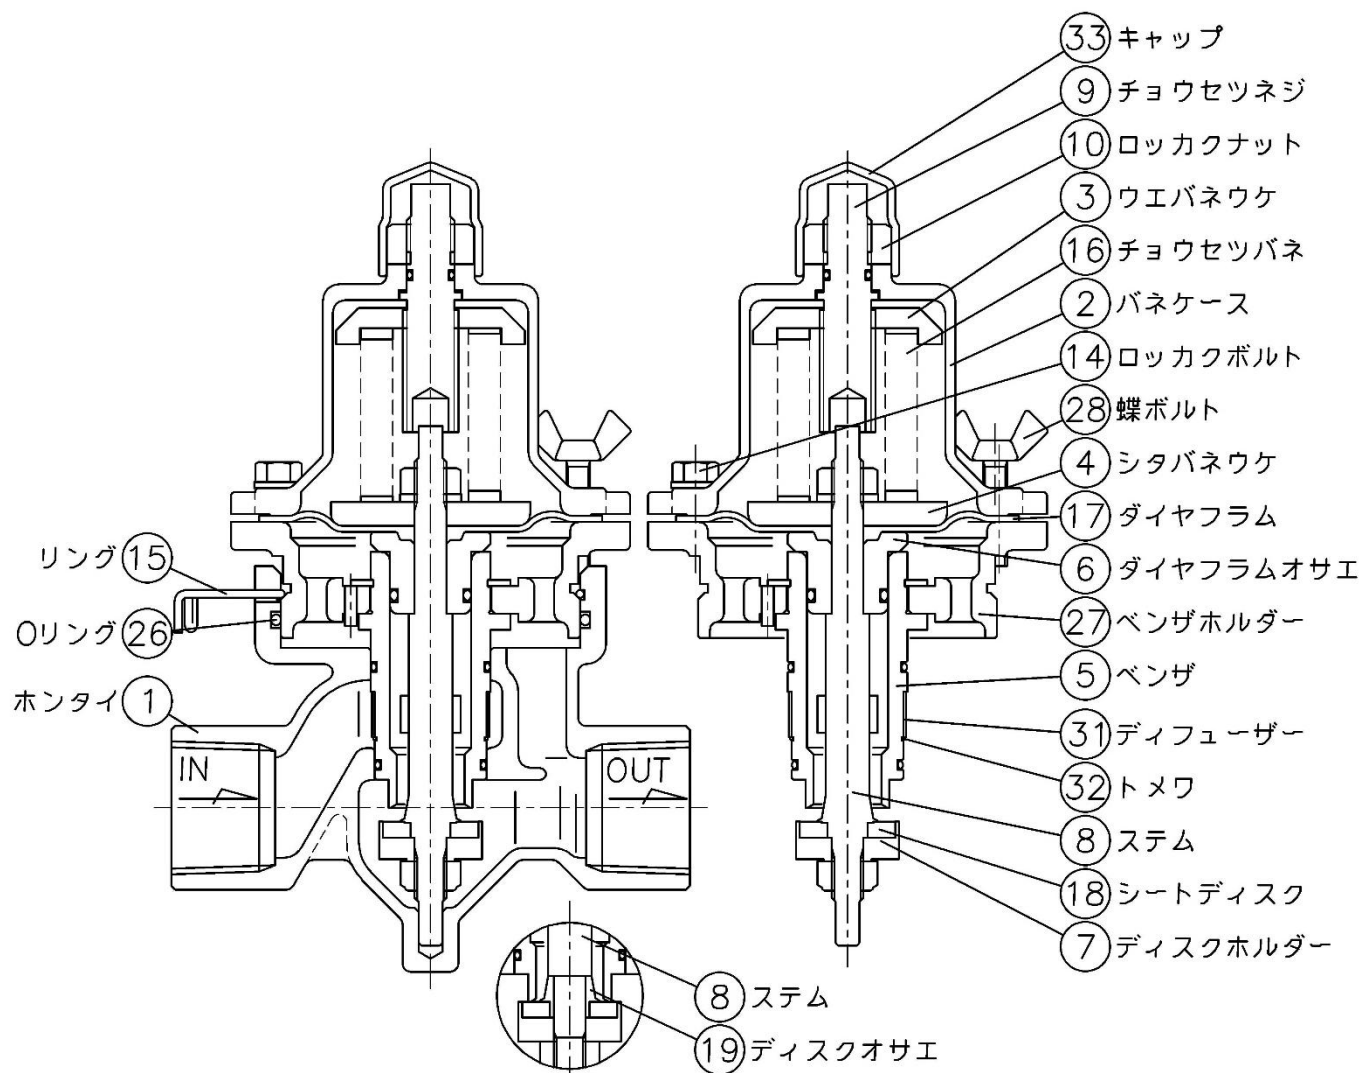 33 キャップ
9 チョウセツネジ
10 ロッカクナット
3 ウエバネウケ
16 チョウセツバネ
2 バネケース
14 ロッカクボルト
28 蝶ボルト
4 シタバネウケ
17 ダイヤフラム
6 ダイヤフラムオサエ
27 ベンザホルダー
5 ベンザ
31 ディフューザー
32 トメワ
8 ステム
18 シートディスク
7 ディスクホルダー
リング 15
Oリング 26
ホンタイ 1
IN
OUT
8 ステム
19 ディスクオサエ